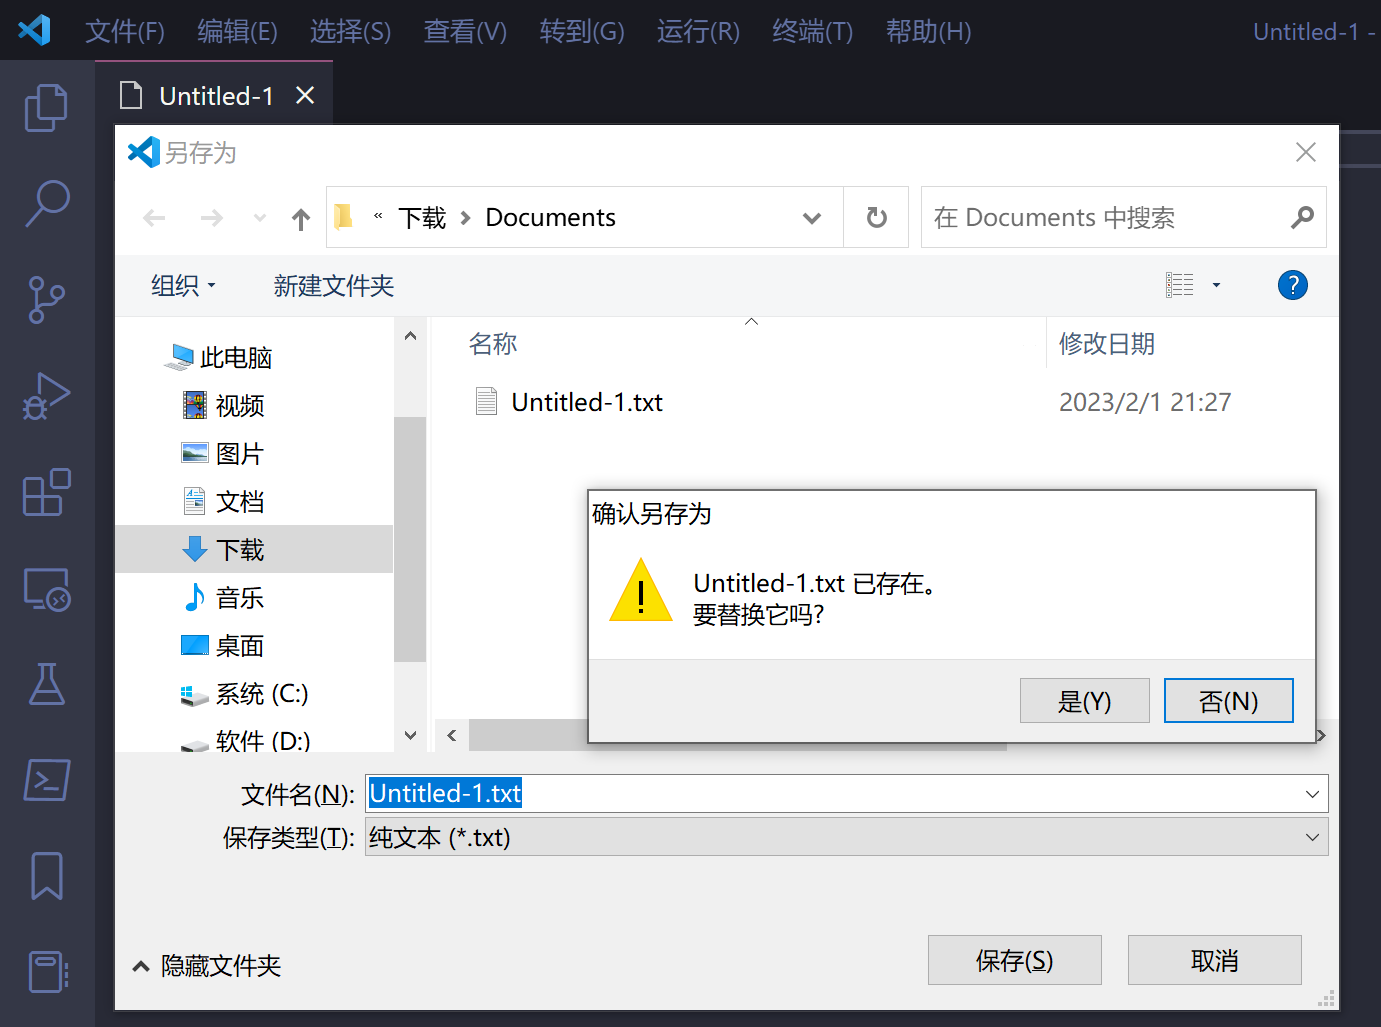 文件(F) 编辑(E) 选择(S) 查看(V) 转到(G) 运行(R) 终端(T) 帮助(H) Untitled-1 -
Untitled-1
另存为
« 下载 > Documents
在 Documents 中搜索
组织 新建文件夹
名称 修改日期
Untitled-1.txt 2023/2/1 21:27
此电脑
视频
图片
文档
下载
音乐
桌面
系统 (C:)
软件 (D:)
确认另存为
Untitled-1.txt 已存在。
要替换它吗?
是(Y) 否(N)
文件名(N): Untitled-1.txt
保存类型(T): 纯文本 (*.txt)
隐藏文件夹
保存(S) 取消